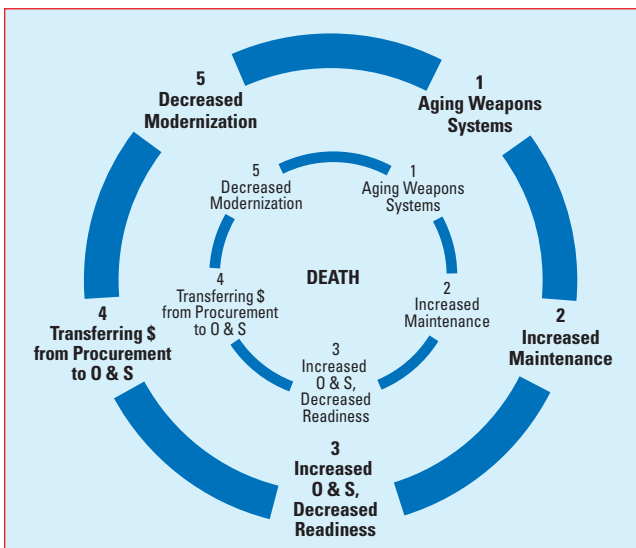 1
Aging Weapons
Systems
2
Increased
Maintenance
3
Increased
O & S,
Decreased
Readiness
4
Transferring $
from Procurement
to O & S
5
Decreased
Modernization
1
Aging Weapons
Systems
2
Increased
Maintenance
3
Increased
O & S,
Decreased
Readiness
4
Transferring $
from Procurement
to O & S
5
Decreased
Modernization
DEATH